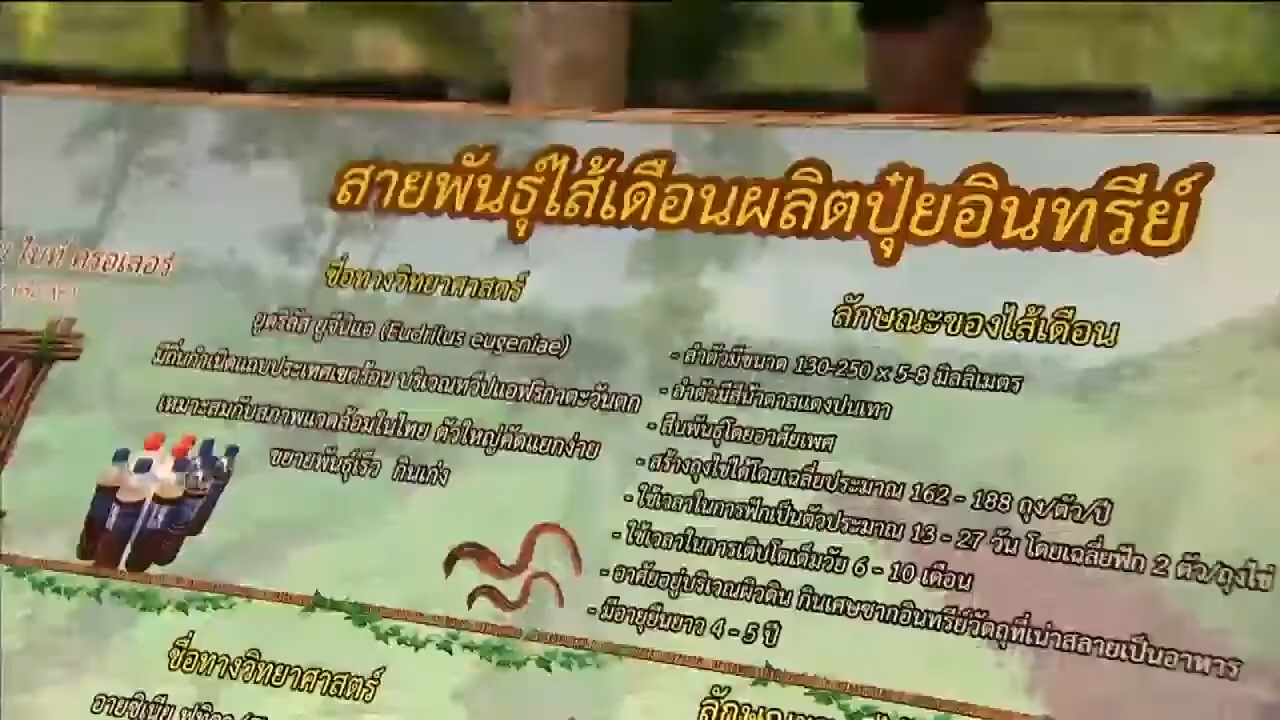 สายพันธุ์ไส้เดือนผลิตปุ๋ยอินทรีย์
ไนท์ ครอเลอร์
ชื่อทางวิทยาศาสตร์
ยูดริลัส ยูจีนิแอ (Eudrilus eugeniae)
มีถิ่นกำเนิดแถบประเทศเขตร้อน บริเวณทวีปแอฟริกาตะวันตก
เหมาะสมกับสภาพแวดล้อมในไทย ตัวใหญ่คัดแยกง่าย
ขยายพันธุ์เร็ว กินเก่ง
ลักษณะของไส้เดือน
- ลำตัวมีขนาด 130-250 x 5-8 มิลลิเมตร
- ลำตัวมีสีน้ำตาลแดงปนเทา
- สืบพันธุ์โดยอาศัยเพศ
- สร้างถุงไข่ได้โดยเฉลี่ยประมาณ 162 - 188 ถุง/ตัว/ปี
- ใช้เวลาในการฟักเป็นตัวประมาณ 13 - 27 วัน โดยเฉลี่ยฟัก 2 ตัว/ถุงไข่
- ใช้เวลาในการเติบโตเต็มวัย 6 - 10 เดือน
- อาศัยอยู่บริเวณผิวดิน กินเศษซากอินทรีย์วัตถุที่เน่าสลายเป็นอาหาร
- มีอายุยืนยาว 4 - 5 ปี
ชื่อทางวิทยาศาสตร์
อายซิเนีย